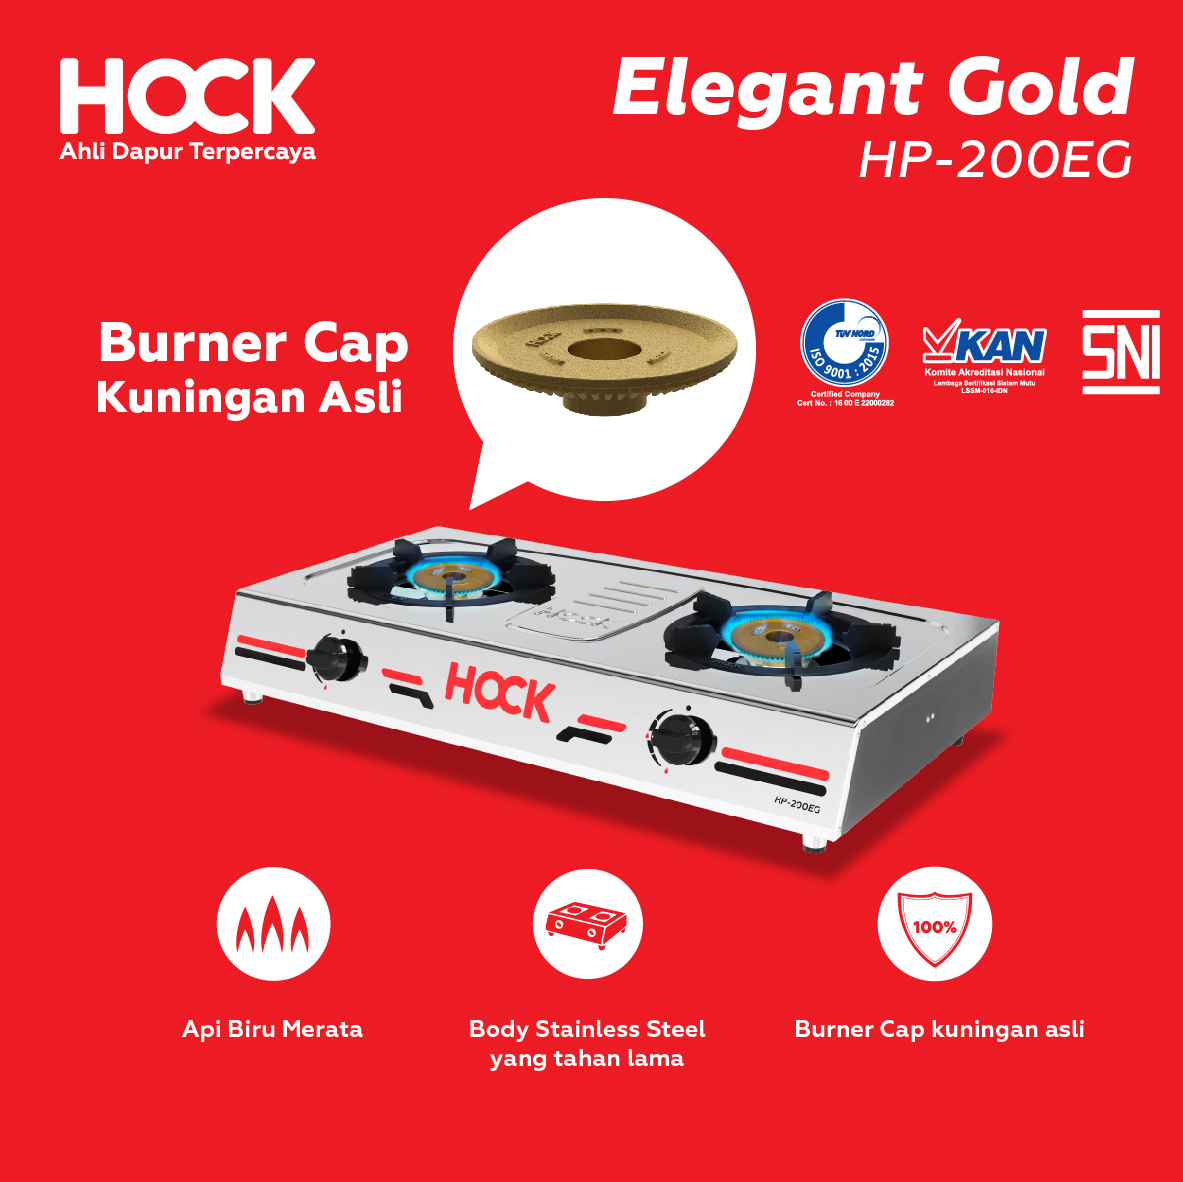 HOCK
Ahli Dapur Terpercaya
Elegant Gold
HP-200EG
Burner Cap
Kuningan Asli
TÜV NORD
Indonesia
ISO 9001 : 2015
Certified Company
Cert No. : 16 00 E 22000282
KAN
Komite Akreditasi Nasional
Lembaga Sertifikasi Sistem Mutu
LSSM-016-IDN
SNI
HOCK
HOCK
HOCK
HP-200EG
100%
Api Biru Merata
Body Stainless Steel
yang tahan lama
Burner Cap kuningan asli